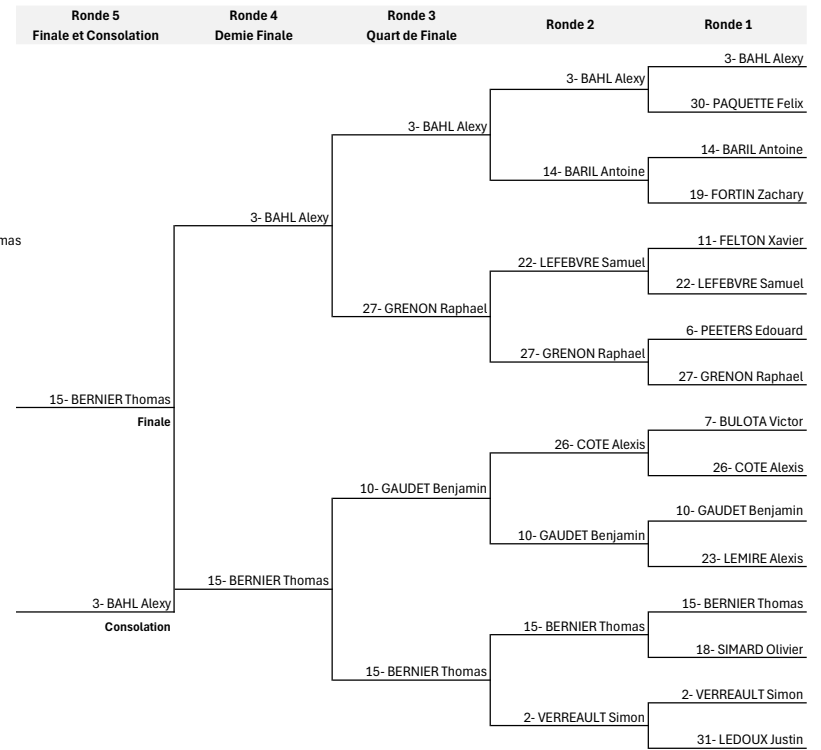 Ronde 5
Finale et Consolation
Ronde 4
Demie Finale
Ronde 3
Quart de Finale
Ronde 2
Ronde 1
3- BAHL Alexy
3- BAHL Alexy
30- PAQUETTE Felix
3- BAHL Alexy
14- BARIL Antoine
14- BARIL Antoine
19- FORTIN Zachary
3- BAHL Alexy
mas
11- FELTON Xavier
22- LEFEBVRE Samuel
22- LEFEBVRE Samuel
27- GRENON Raphael
6- PEETERS Edouard
27- GRENON Raphael
27- GRENON Raphael
15- BERNIER Thomas
Finale
7- BULOTA Victor
26- COTE Alexis
26- COTE Alexis
10- GAUDET Benjamin
10- GAUDET Benjamin
10- GAUDET Benjamin
23- LEMIRE Alexis
15- BERNIER Thomas
3- BAHL Alexy
Consolation
15- BERNIER Thomas
15- BERNIER Thomas
18- SIMARD Olivier
15- BERNIER Thomas
2- VERREAULT Simon
2- VERREAULT Simon
31- LEDOUX Justin